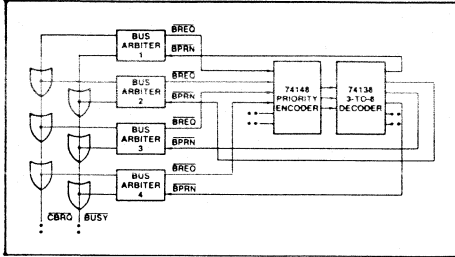 BUS
ARBITER
1
BREQ
BPRN
BUS
ARBITER
2
BREQ
BPRN
BUS
ARBITER
3
BREQ
BPRN
BUS
ARBITER
4
BREQ
BPRN
74148
PRIORITY
ENCODER
74138
3-TO-8
DECODER
CBRQ BUSY